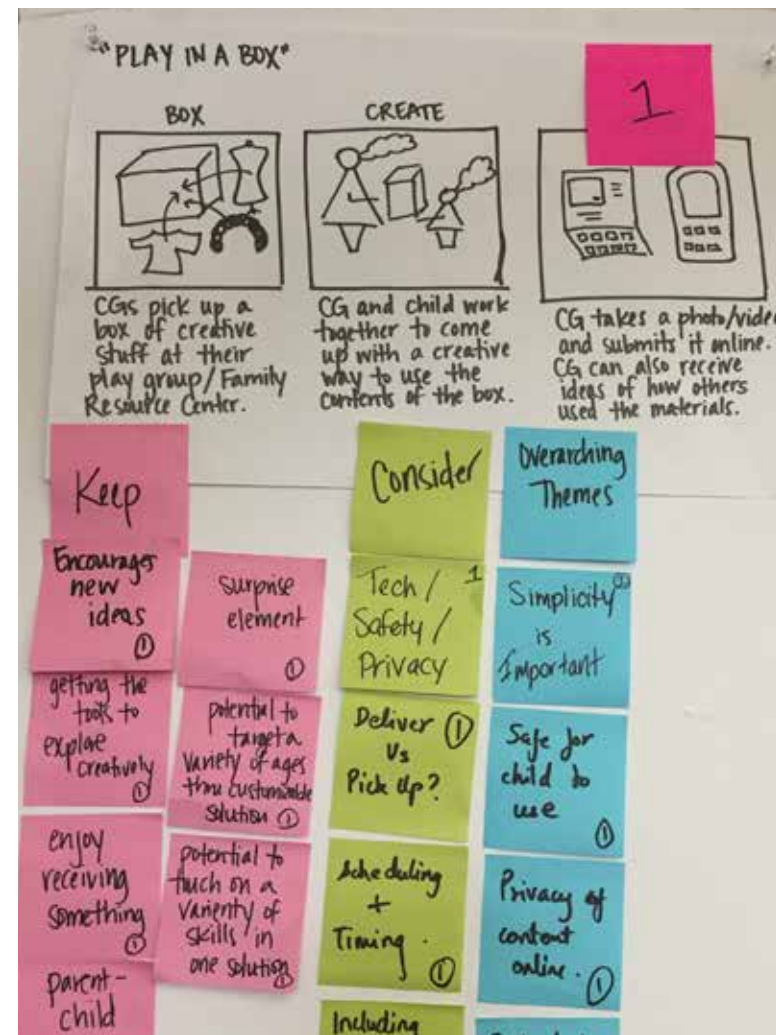 "PLAY IN A BOX"
1
BOX
CGs pick up a
box of creative
stuff at their
play group/Family
Resource Center.
CREATE
CG and child work
together to come
up with a creative
way to use the
contents of the box.
CG takes a photo/video
and submits it online.
CG can also receive
ideas of how others
used the materials.
Keep
Encourages
new
ideas
1
getting the
tools to
explore
creatively
1
enjoy
receiving
something
1
parent-
child
surprise
element
1
potential to
target a
variety of ages
thru customizable
solution 1
potential to
touch on a
varienty of
skills in
one solution
1
Consider
Tech / 1
Safety /
Privacy
Deliver 1
vs
Pick Up?
Scheduling
+
Timing.
1
Including
Overarching
Themes
Simplicity
is
Important
Safe for
child to
use
1
Privacy of
content
online.
1